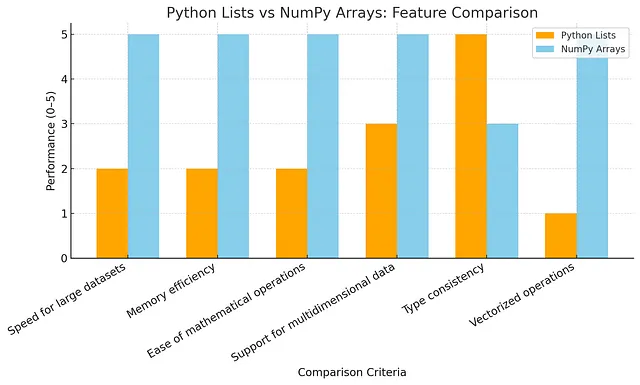 Python Lists vs NumPy Arrays: Feature Comparison
Python Lists
NumPy Arrays
Performance (0–5)
5
4
3
2
1
0
Speed for large datasets
Memory efficiency
Ease of mathematical operations
Support for multidimensional data
Type consistency
Vectorized operations
Comparison Criteria